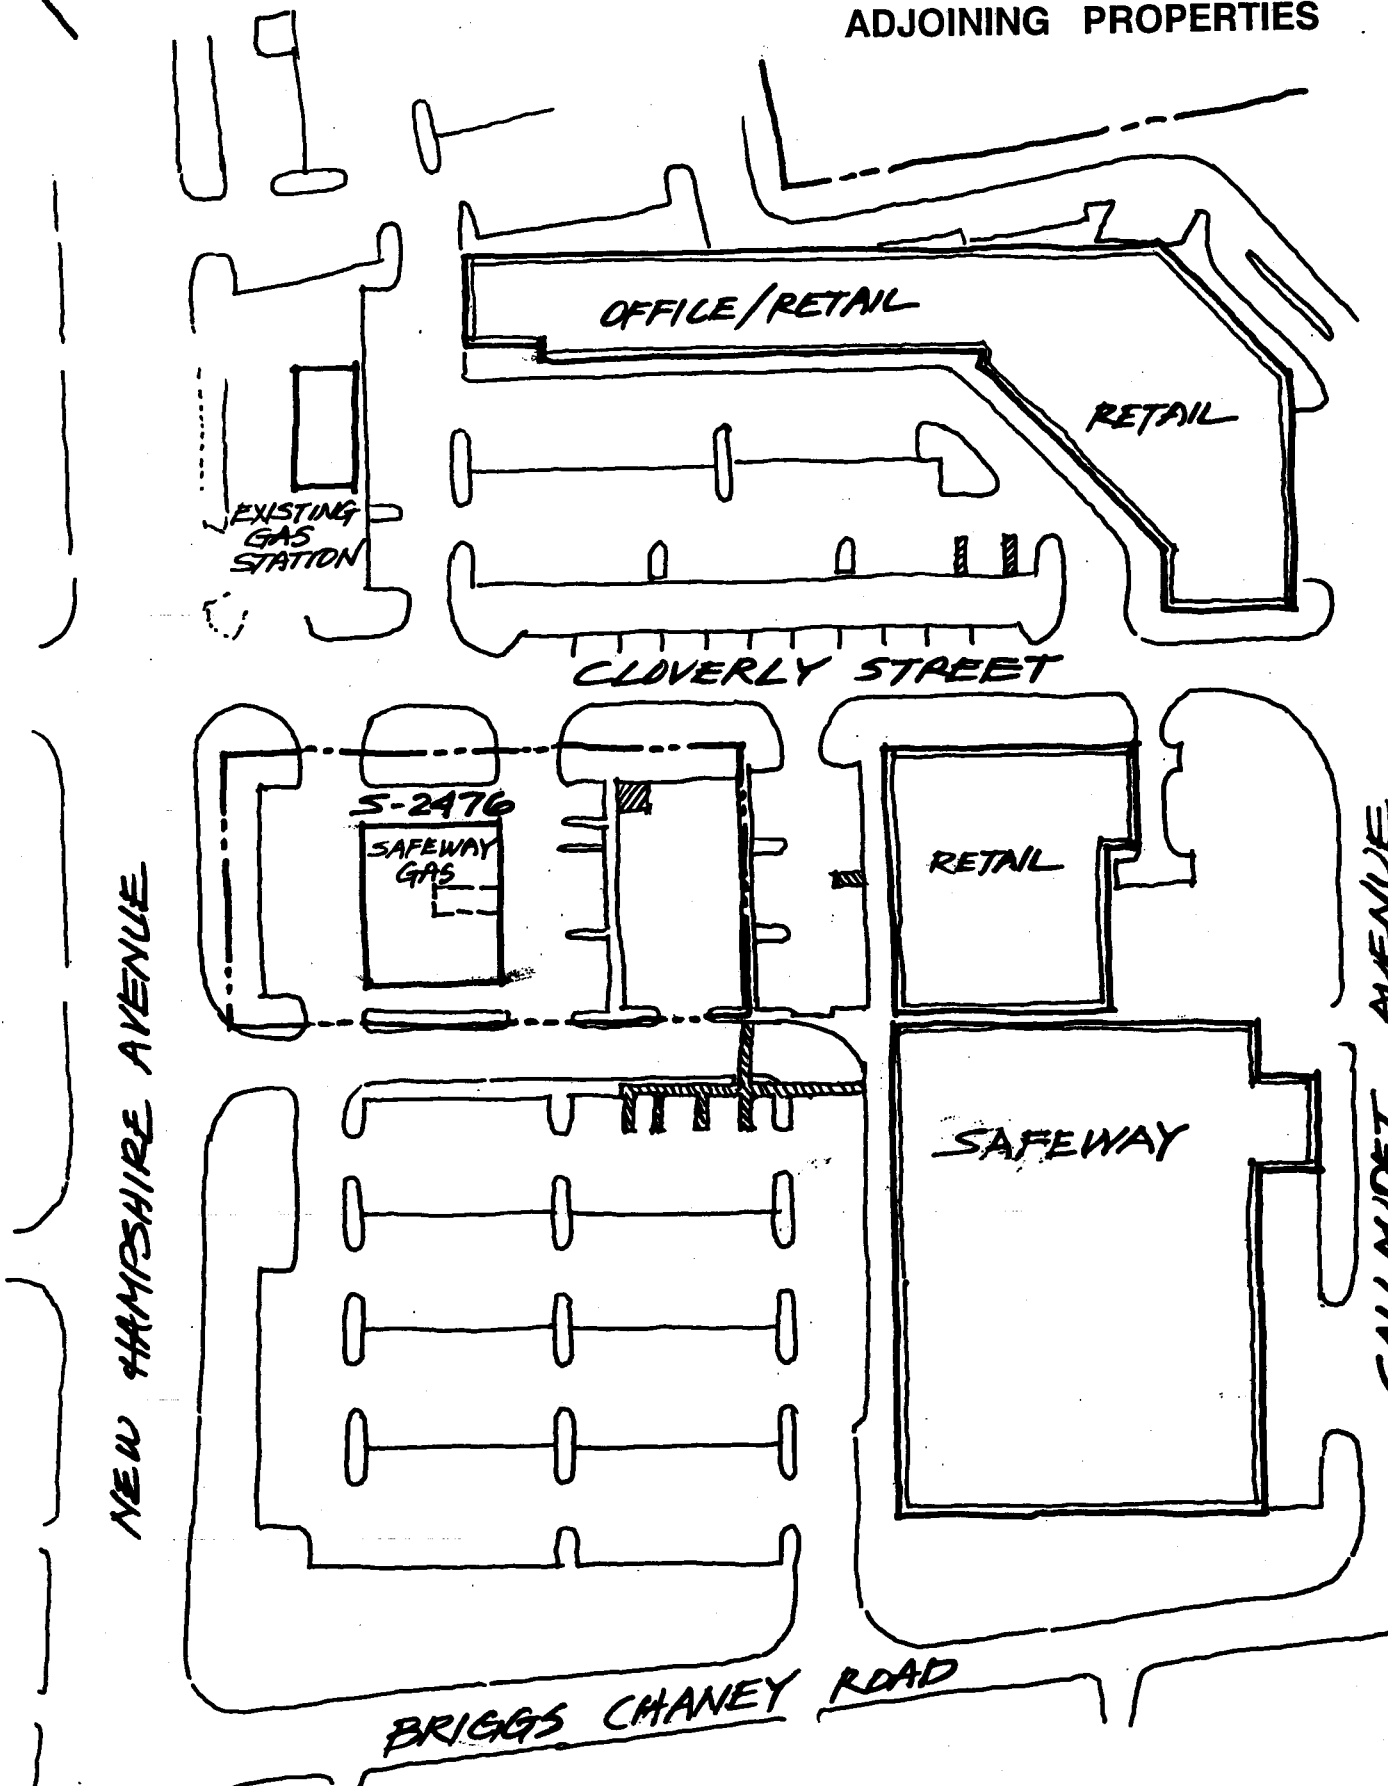 ADJOINING PROPERTIES
OFFICE/RETAIL
RETAIL
EXISTING
GAS
STATION
CLOVERLY STREET
S-2476
SAFEWAY
GAS
RETAIL
NEW HAMPSHIRE AVENUE
AVENUE
SAFEWAY
BRIGGS CHANEY ROAD